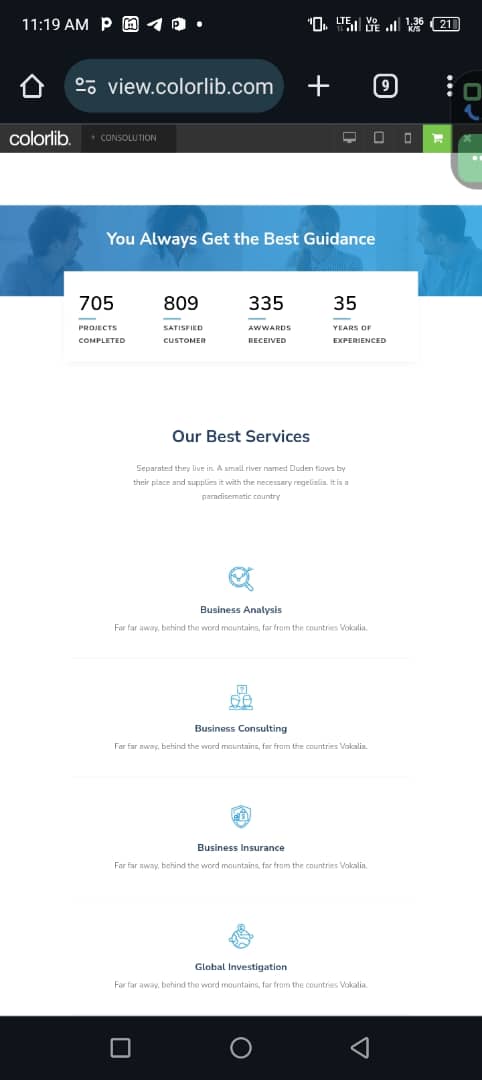 11:19 AM
LTE Vo LTE 1.36 K/S 21
view.colorlib.com
9
colorlib. CONSOLUTION
You Always Get the Best Guidance
705 809 335 35
PROJECTS SATISFIED AWWARDS YEARS OF
COMPLETED CUSTOMER RECEIVED EXPERIENCED
Our Best Services
Separated they live in. A small river named Duden flows by
their place and supplies it with the necessary regelialia. It is a
paradisematic country
Business Analysis
Far far away, behind the word mountains, far from the countries Vokalia.
Business Consulting
Far far away, behind the word mountains, far from the countries Vokalia.
Business Insurance
Far far away, behind the word mountains, far from the countries Vokalia.
Global Investigation
Far far away, behind the word mountains, far from the countries Vokalia.